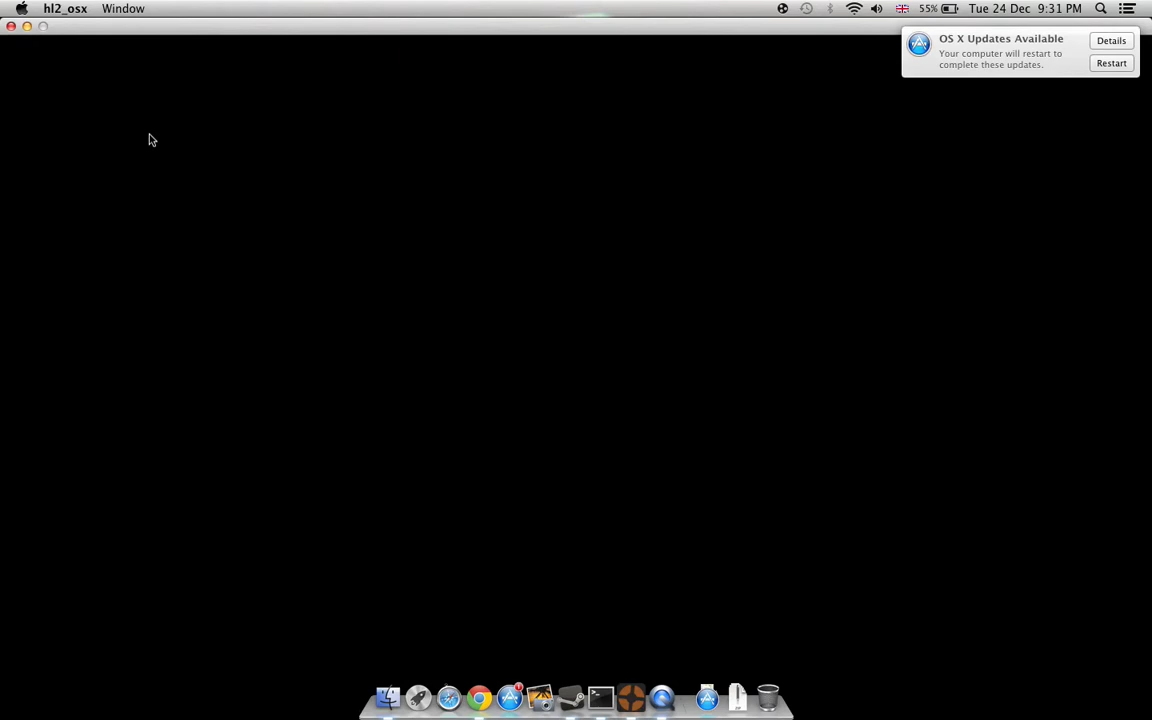 hl2_osx Window 55% Tue 24 Dec 9:31 PM
OS X Updates Available
Your computer will restart to
complete these updates.
Details
Restart